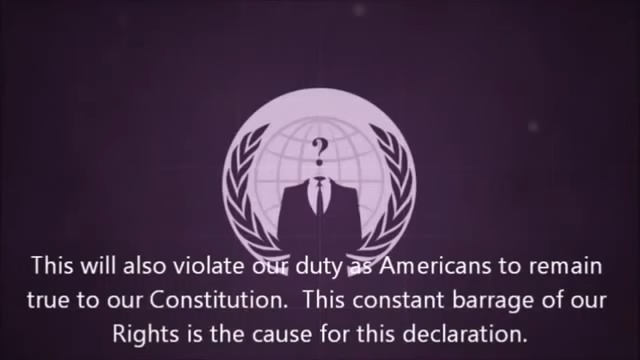 ?
This will also violate our duty as Americans to remain
true to our Constitution.  This constant barrage of our
Rights is the cause for this declaration.